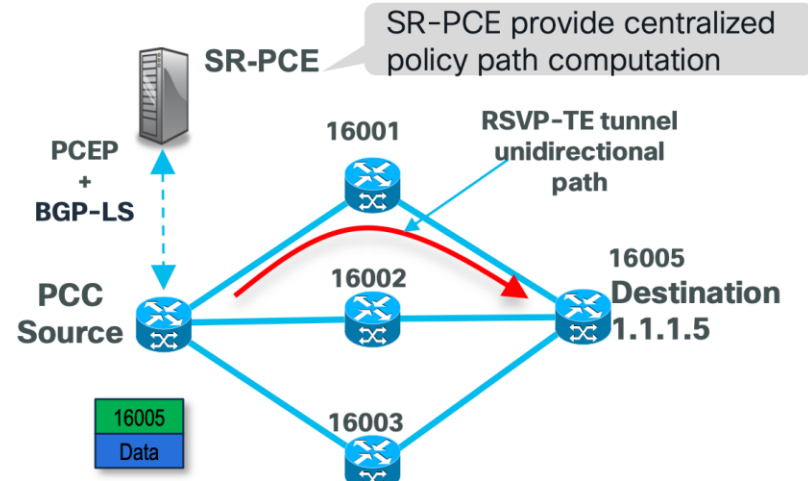 SR-PCE provide centralized
policy path computation
SR-PCE
16001
RSVP-TE tunnel
unidirectional
path
PCEP
+
BGP-LS
16002
16005
PCC
Source
Destination
1.1.1.5
16003
16005
Data